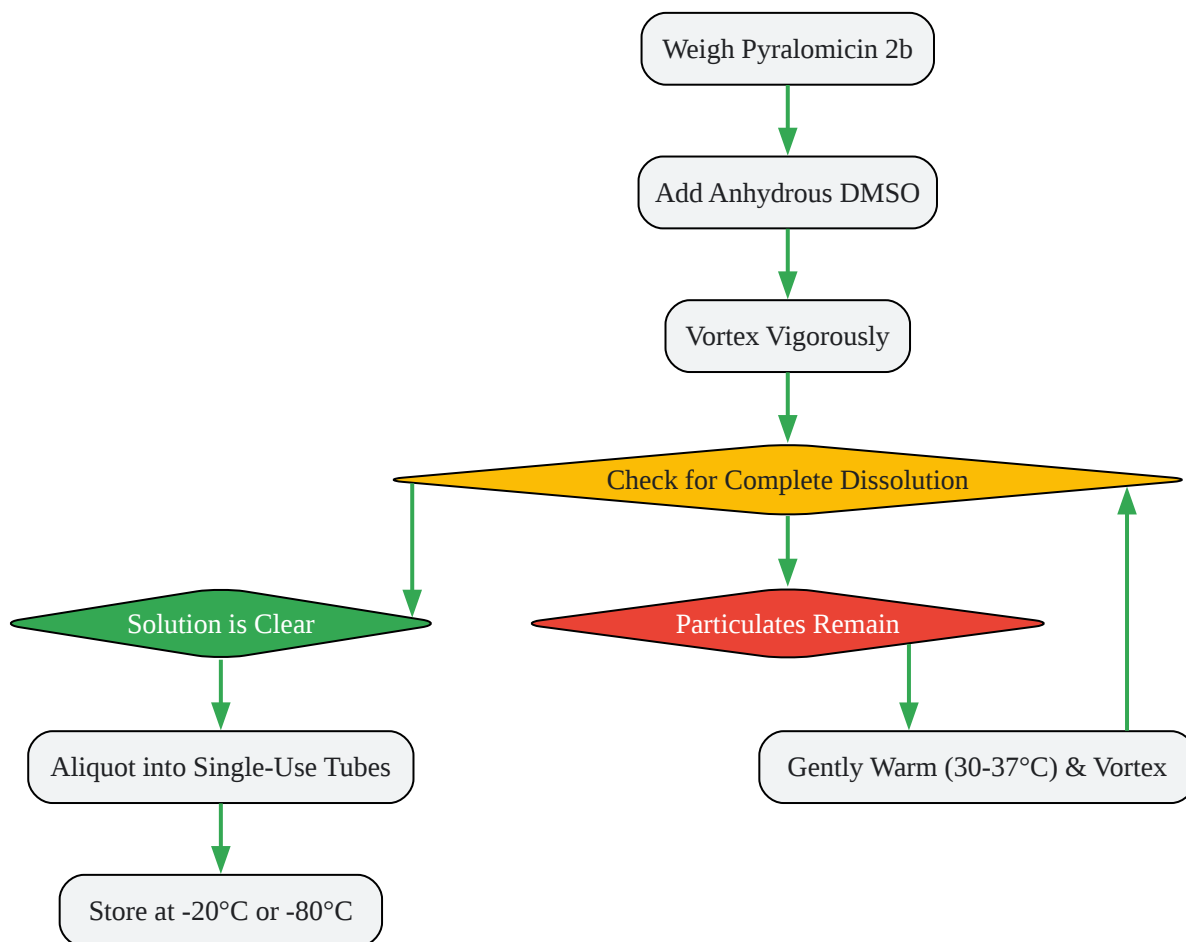 Weigh Pyralomicin 2b
Add Anhydrous DMSO
Vortex Vigorously
Check for Complete Dissolution
Solution is Clear
Particulates Remain
Aliquot into Single-Use Tubes
Gently Warm (30-37°C) & Vortex
Store at -20°C or -80°C